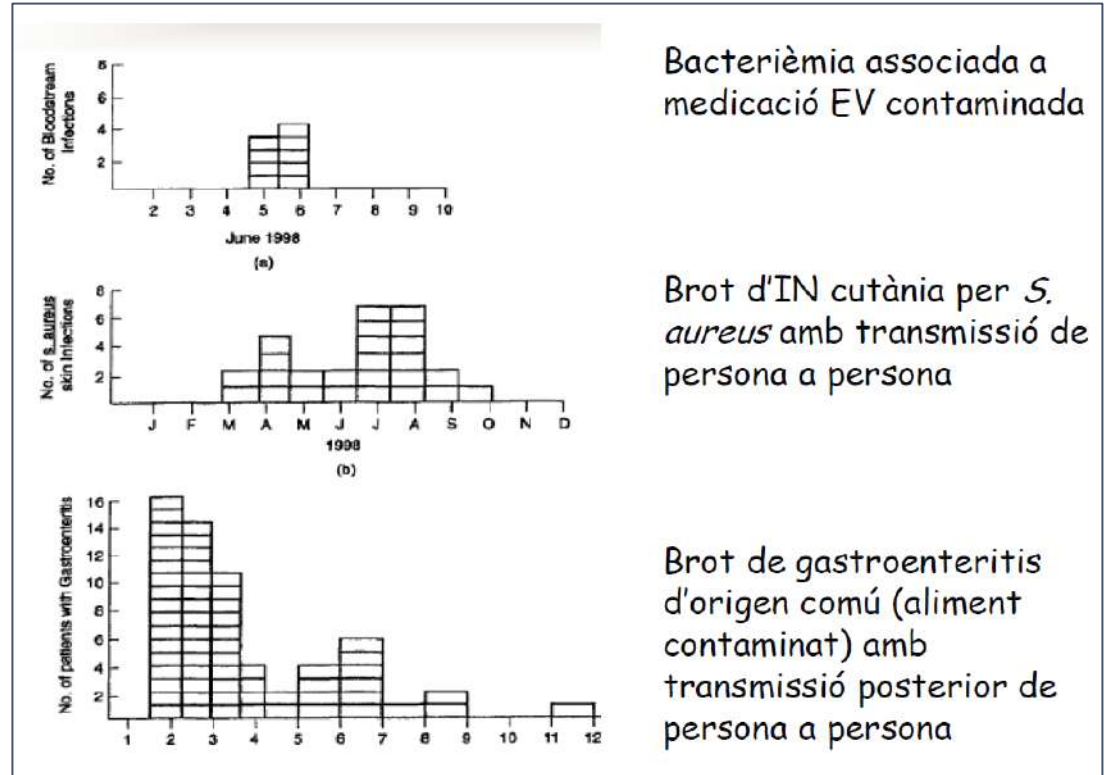 Bacterièmia associada a
medicació EV contaminada
No. of Bloodstream
Infections
8
6
4
2
2 3 4 5 6 7 8 9 10
June 1998
(a)
Brot d'IN cutània per S.
aureus amb transmissió de
persona a persona
No. of s. aureus
skin Infections
8
6
4
2
J F M A M J J A S O N D
1998
(b)
Brot de gastroenteritis
d'origen comú (aliment
contaminat) amb
transmissió posterior de
persona a persona
No. of patients with Gastroenteritis
16
14
12
10
8
6
4
2
1 2 3 4 5 6 7 8 9 10 11 12